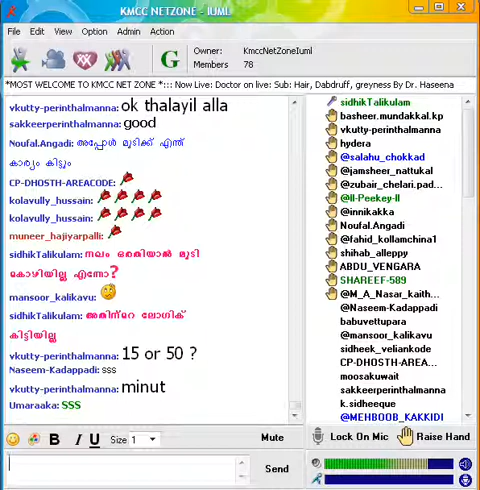 KMCC NETZONE - IUML
File Edit View Option Admin Action
G
Owner: KmccNetZoneIuml
Members 78
*MOST WELCOME TO KMCC NET ZONE *::: Now Live: Doctor on live: Sub: Hair, Dabdruff, greyness By Dr. Haseena
vkutty-perinthalmanna: ok thalayil alla
sakkeerperinthalmanna: good
Noufal.Angadi: അപ്പോൾ മുടിക്ക് എന്ത്
കാര്യം കിട്ടും
CP-DHOSTH-AREACODE:
kolavully_hussain:
kolavully_hussain:
muneer_hajiyarpalli:
sidhikTalikulam: നലം ഒരതിയാൽ മുടി
കൊഴിയില്ല എന്നോ?
mansoor_kalikavu:
sidhikTalikulam: അതിന്റെ ലോഗിക്
കിട്ടിയില്ല
vkutty-perinthalmanna: 15 or 50 ?
Naseem-Kadappadi: sss
vkutty-perinthalmanna: minut
Umaraaka: SSS
sidhikTalikulam
basheer.mundakkal.kp
vkutty-perinthalmanna
hydera
@salahu_chokkad
@jamsheer_nattukal
@zubair_chelari.pad...
@II-Peekey-II
@innikakka
Noufal.Angadi
@fahid_kollamchina1
shihab_alleppy
ABDU_VENGARA
SHAREEF-589
@M_A_Nasar_kaith...
@Naseem-Kadappadi
babuvettupara
@mansoor_kalikavu
sidheek_veliankode
CP-DHOSTH-AREA...
moosakuwait
sakkeerperinthalmanna
k.sidheeque
@MEHBOOB_KAKKIDI
B I U Size 1 Mute
Lock On Mic Raise Hand
Send